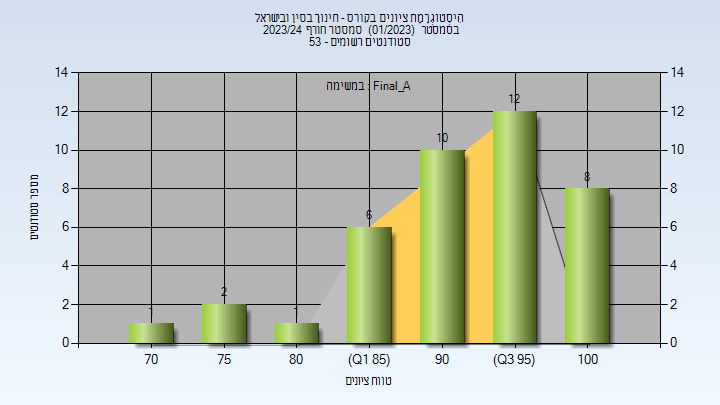 היסטוגרמת ציונים בקורס - חינוך בסין ובישראל
בסמסטר (01/2023) סמסטר חורף 2023/24
סטודנטים רשומים - 53
במשימה : Final_A
14 14
12 12
10 10
8 8
6 6
4 4
2 2
0 0
1 2 1 6 10 12 8
70 75 80 (Q1 85) 90 (Q3 95) 100
מספר סטודנטים
טווח ציונים